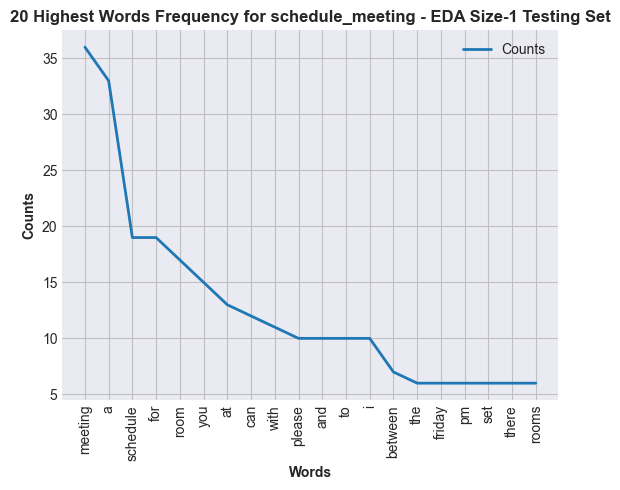 20 Highest Words Frequency for schedule_meeting - EDA Size-1 Testing Set
Counts
Counts
35
30
25
20
15
10
5
meeting
a
schedule
for
room
you
at
can
with
please
and
to
i
between
the
friday
pm
set
there
rooms
Words